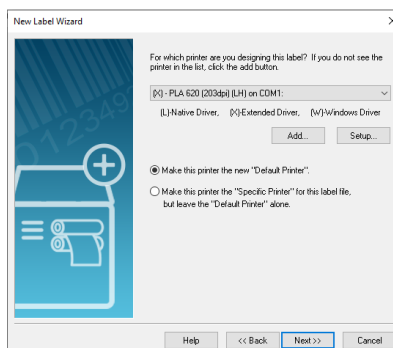 New Label Wizard
For which printer are you designing this label? If you do not see the
printer in the list, click the add button.
(X) - PLA 620 (203dpi) (LH) on COM1:
(L)-Native Driver, (X)-Extended Driver, (W)-Windows Driver
Add... Setup...
Make this printer the new "Default Printer".
Make this printer the "Specific Printer" for this label file,
but leave the "Default Printer" alone.
012349
Help << Back Next >> Cancel